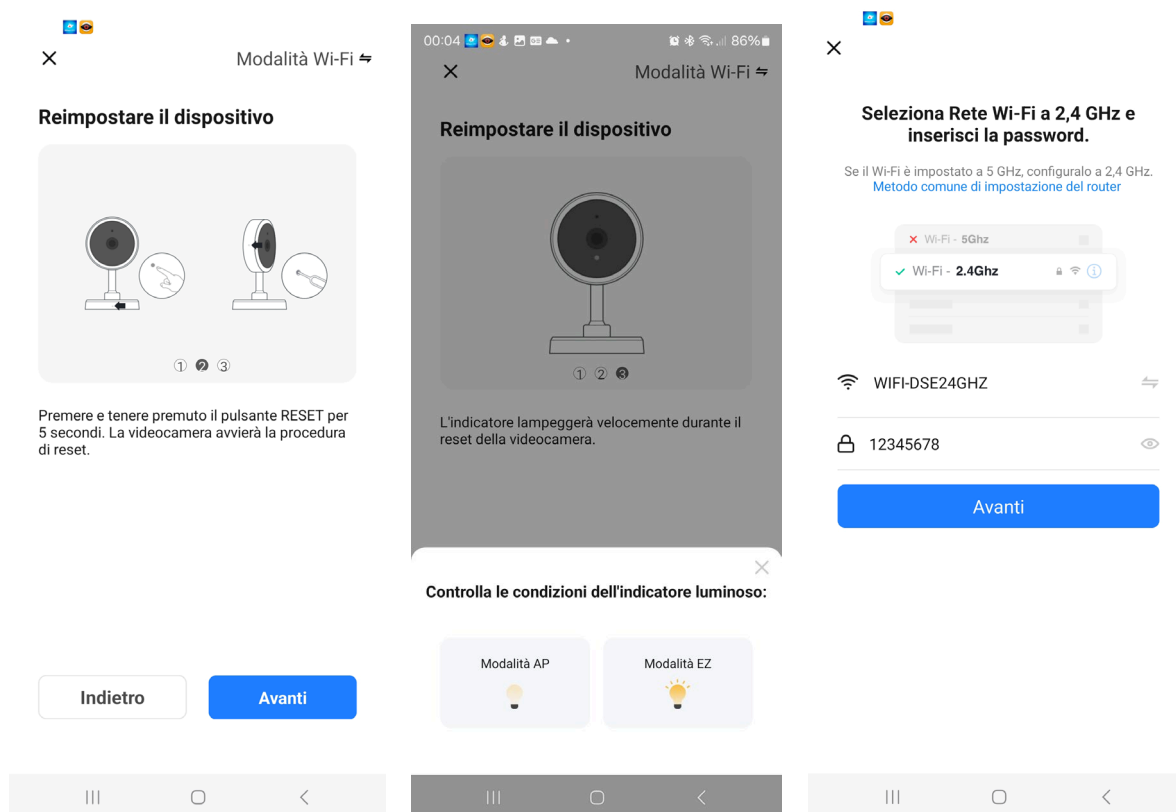 Modalità Wi-Fi
Reimpostare il dispositivo
① ② ③
Premere e tenere premuto il pulsante RESET per
5 secondi. La videocamera avvierà la procedura
di reset.
Indietro
Avanti
00:04
86%
Modalità Wi-Fi
Reimpostare il dispositivo
① ② ③
L'indicatore lampeggerà velocemente durante il
reset della videocamera.
Controlla le condizioni dell'indicatore luminoso:
Modalità AP
Modalità EZ
Seleziona Rete Wi-Fi a 2,4 GHz e
inserisci la password.
Se il Wi-Fi è impostato a 5 GHz, configuralo a 2,4 GHz.
Metodo comune di impostazione del router
Wi-Fi - 5Ghz
Wi-Fi - 2.4Ghz
WIFI-DSE24GHZ
12345678
Avanti